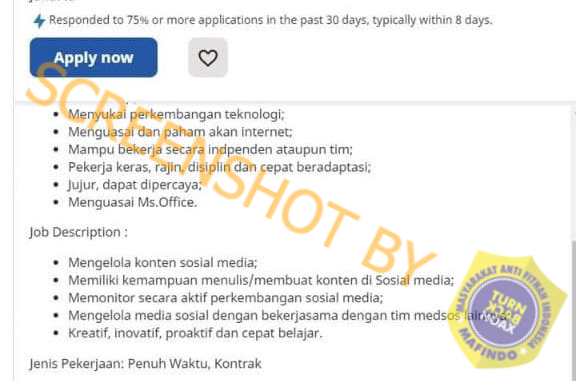 Responded to 75% or more applications in the past 30 days, typically within 8 days.
Apply now
• Menyukai perkembangan teknologi;
• Menguasai dan paham akan internet;
• Mampu bekerja secara indpenden ataupun tim;
• Pekerja keras, rajin, disiplin dan cepat beradaptasi;
• Jujur, dapat dipercaya;
• Menguasai Ms.Office.
Job Description :
• Mengelola konten sosial media;
• Memiliki kemampuan menulis/membuat konten di Sosial media;
• Memonitor secara aktif perkembangan sosial media;
• Mengelola media sosial dengan bekerjasama dengan tim medsos
• Kreatif, inovatif, proaktif dan cepat belajar.
Jenis Pekerjaan: Penuh Waktu, Kontrak
SCREENSHOT BY
MASYARAKAT ANTI FITNAH INDONESIA
TURN
BACK
HOAX
MAFINDO